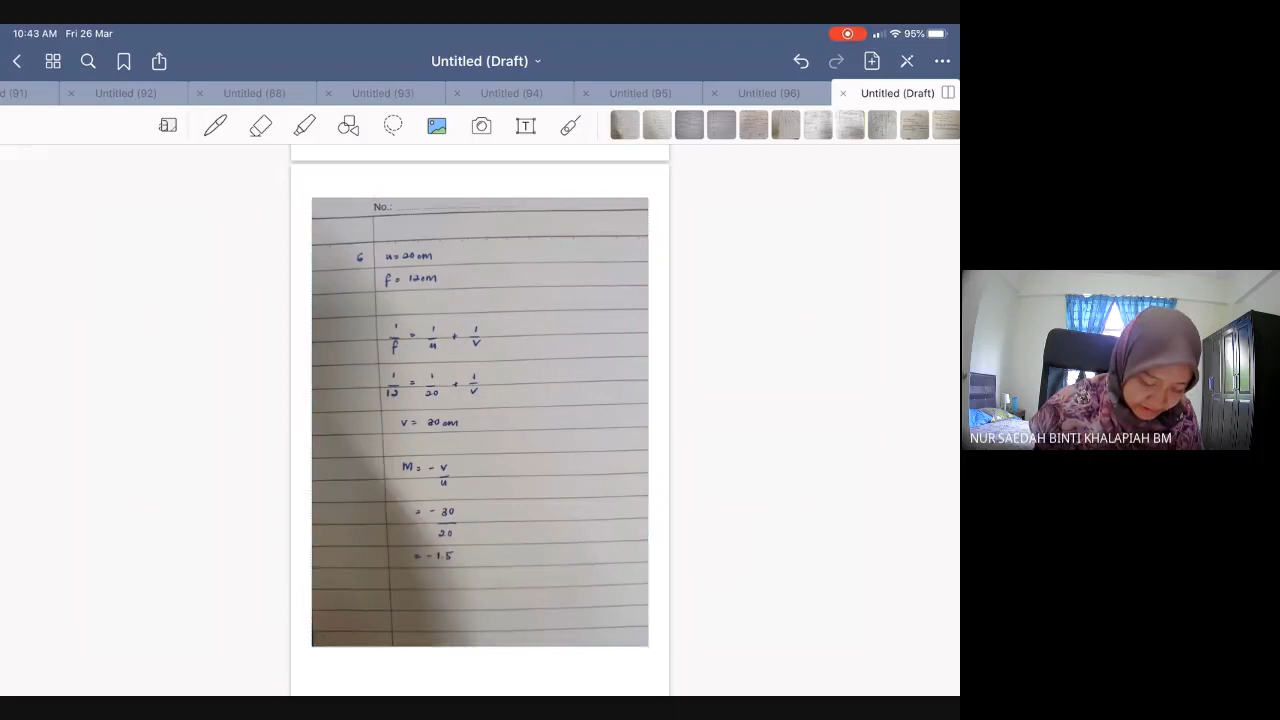 10:43 AM Fri 26 Mar
95%
Untitled (Draft)
d (91)
Untitled (92)
Untitled (88)
Untitled (93)
Untitled (94)
Untitled (95)
Untitled (96)
Untitled (Draft)
No.:
6 u = 20 cm
f = 12 cm
1/f = 1/u + 1/v
1/12 = 1/20 + 1/v
v = 30 cm
M = - v/u
= - 30/20
= - 1.5
NUR SAEDAH BINTI KHALAPIAH BM